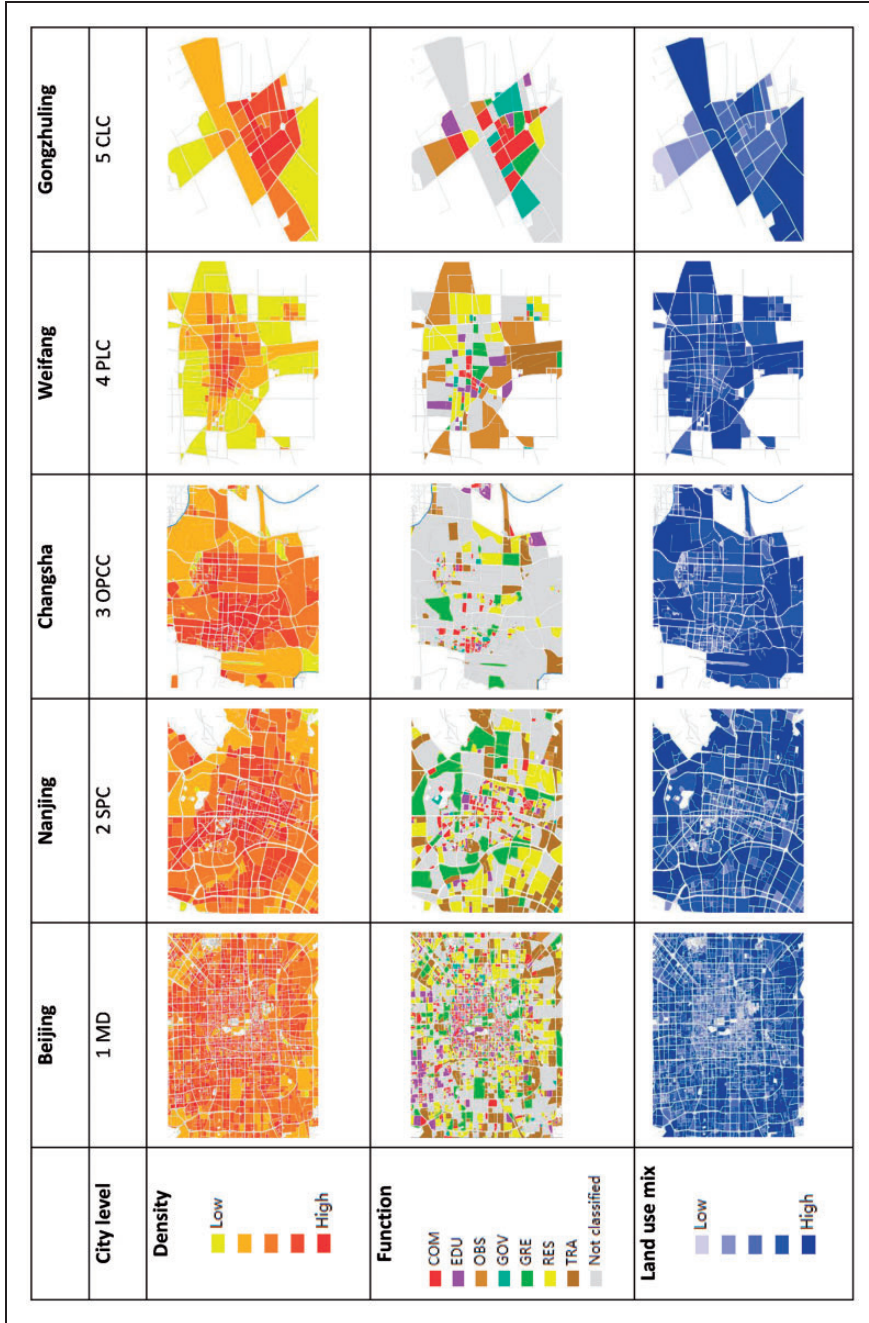 Beijing
Nanjing
Changsha
Weifang
Gongzhuling
City level
1 MD
2 SPC
3 OPCC
4 PLC
5 CLC
Density
Low
High
Function
COM
EDU
OBS
GOV
GRE
RES
TRA
Not classified
Land use mix
Low
High